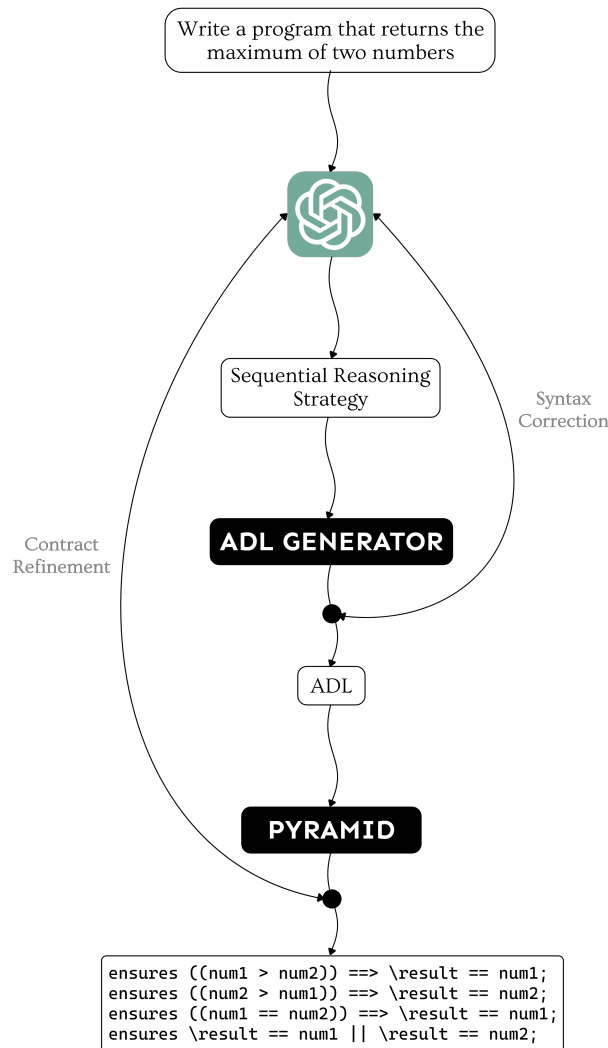 Write a program that returns the
maximum of two numbers
Sequential Reasoning
Strategy
Syntax
Correction
ADL GENERATOR
Contract
Refinement
ADL
PYRAMID
ensures ((num1 > num2)) ==> \result == num1;
ensures ((num2 > num1)) ==> \result == num2;
ensures ((num1 == num2)) ==> \result == num1;
ensures \result == num1 || \result == num2;